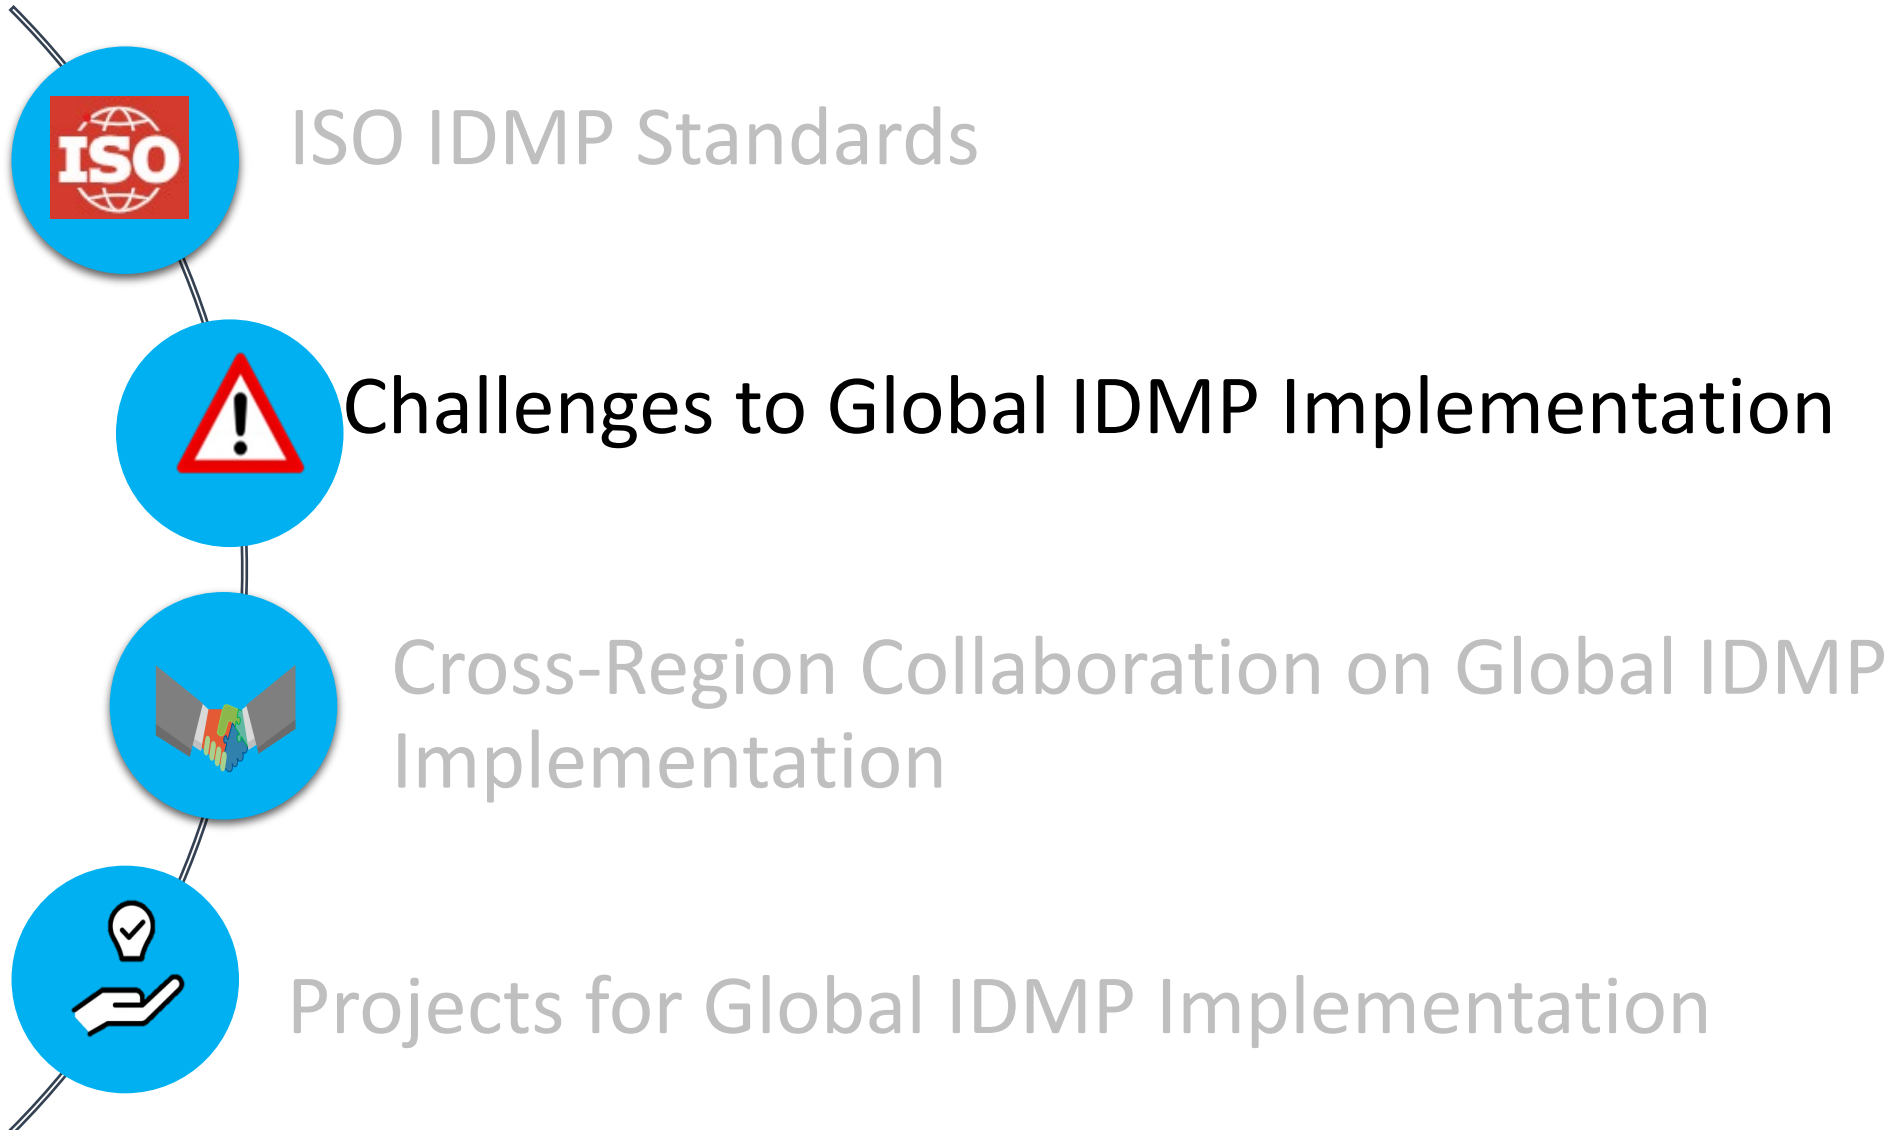 ISO
ISO IDMP Standards
Challenges to Global IDMP Implementation
Cross-Region Collaboration on Global IDMP
Implementation
Projects for Global IDMP Implementation